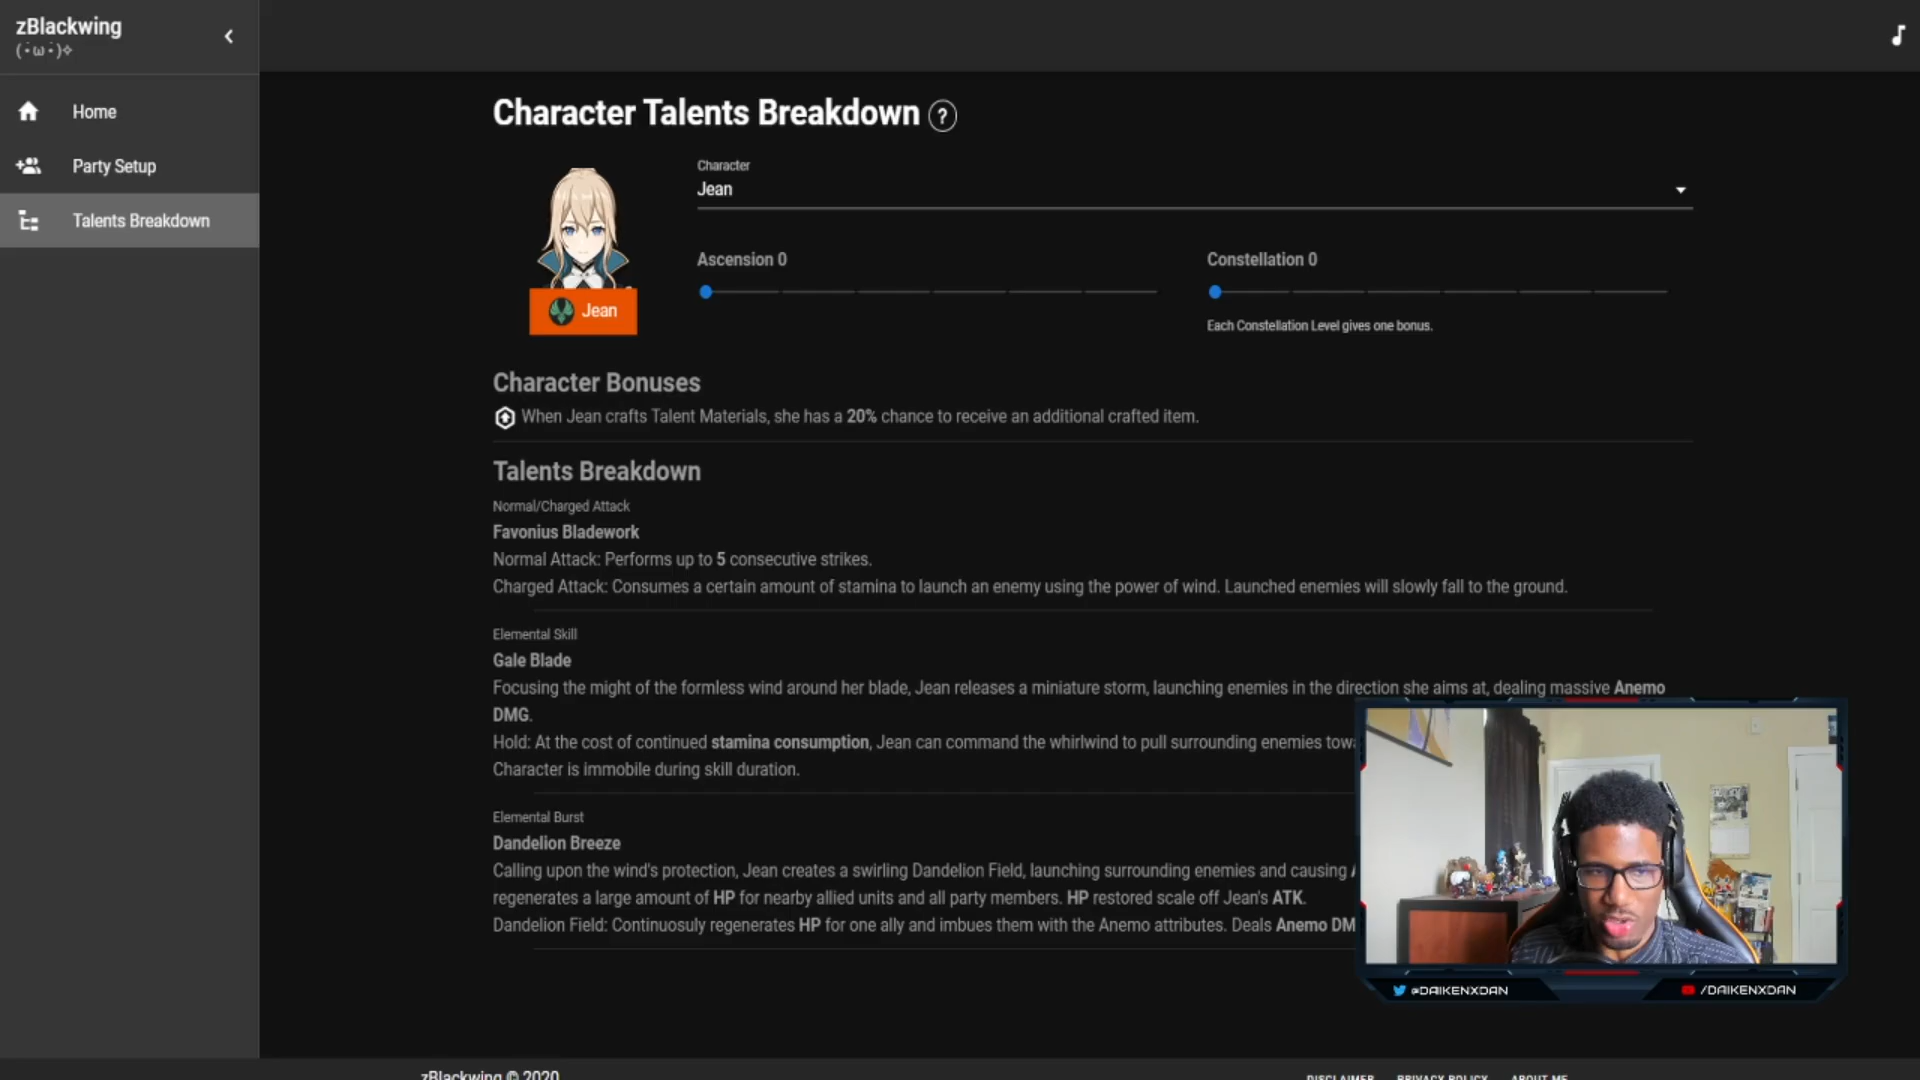 zBlackwing
(･̀ω･́)✧
Home
Party Setup
Talents Breakdown
Character Talents Breakdown ?
Character
Jean
Ascension 0
Constellation 0
Each Constellation Level gives one bonus.
Jean
Character Bonuses
When Jean crafts Talent Materials, she has a 20% chance to receive an additional crafted item.
Talents Breakdown
Normal/Charged Attack
Favonius Bladework
Normal Attack: Performs up to 5 consecutive strikes.
Charged Attack: Consumes a certain amount of stamina to launch an enemy using the power of wind. Launched enemies will slowly fall to the ground.
Elemental Skill
Gale Blade
Focusing the might of the formless wind around her blade, Jean releases a miniature storm, launching enemies in the direction she aims at, dealing massive Anemo
DMG.
Hold: At the cost of continued stamina consumption, Jean can command the whirlwind to pull surrounding enemies towa
Character is immobile during skill duration.
Elemental Burst
Dandelion Breeze
Calling upon the wind's protection, Jean creates a swirling Dandelion Field, launching surrounding enemies and causing
regenerates a large amount of HP for nearby allied units and all party members. HP restored scale off Jean's ATK.
Dandelion Field: Continuosuly regenerates HP for one ally and imbues them with the Anemo attributes. Deals Anemo DM
@DAIKENXDAN
/DAIKENXDAN
zBlackwing © 2020
DISCLAIMER PRIVACY POLICY ABOUT ME